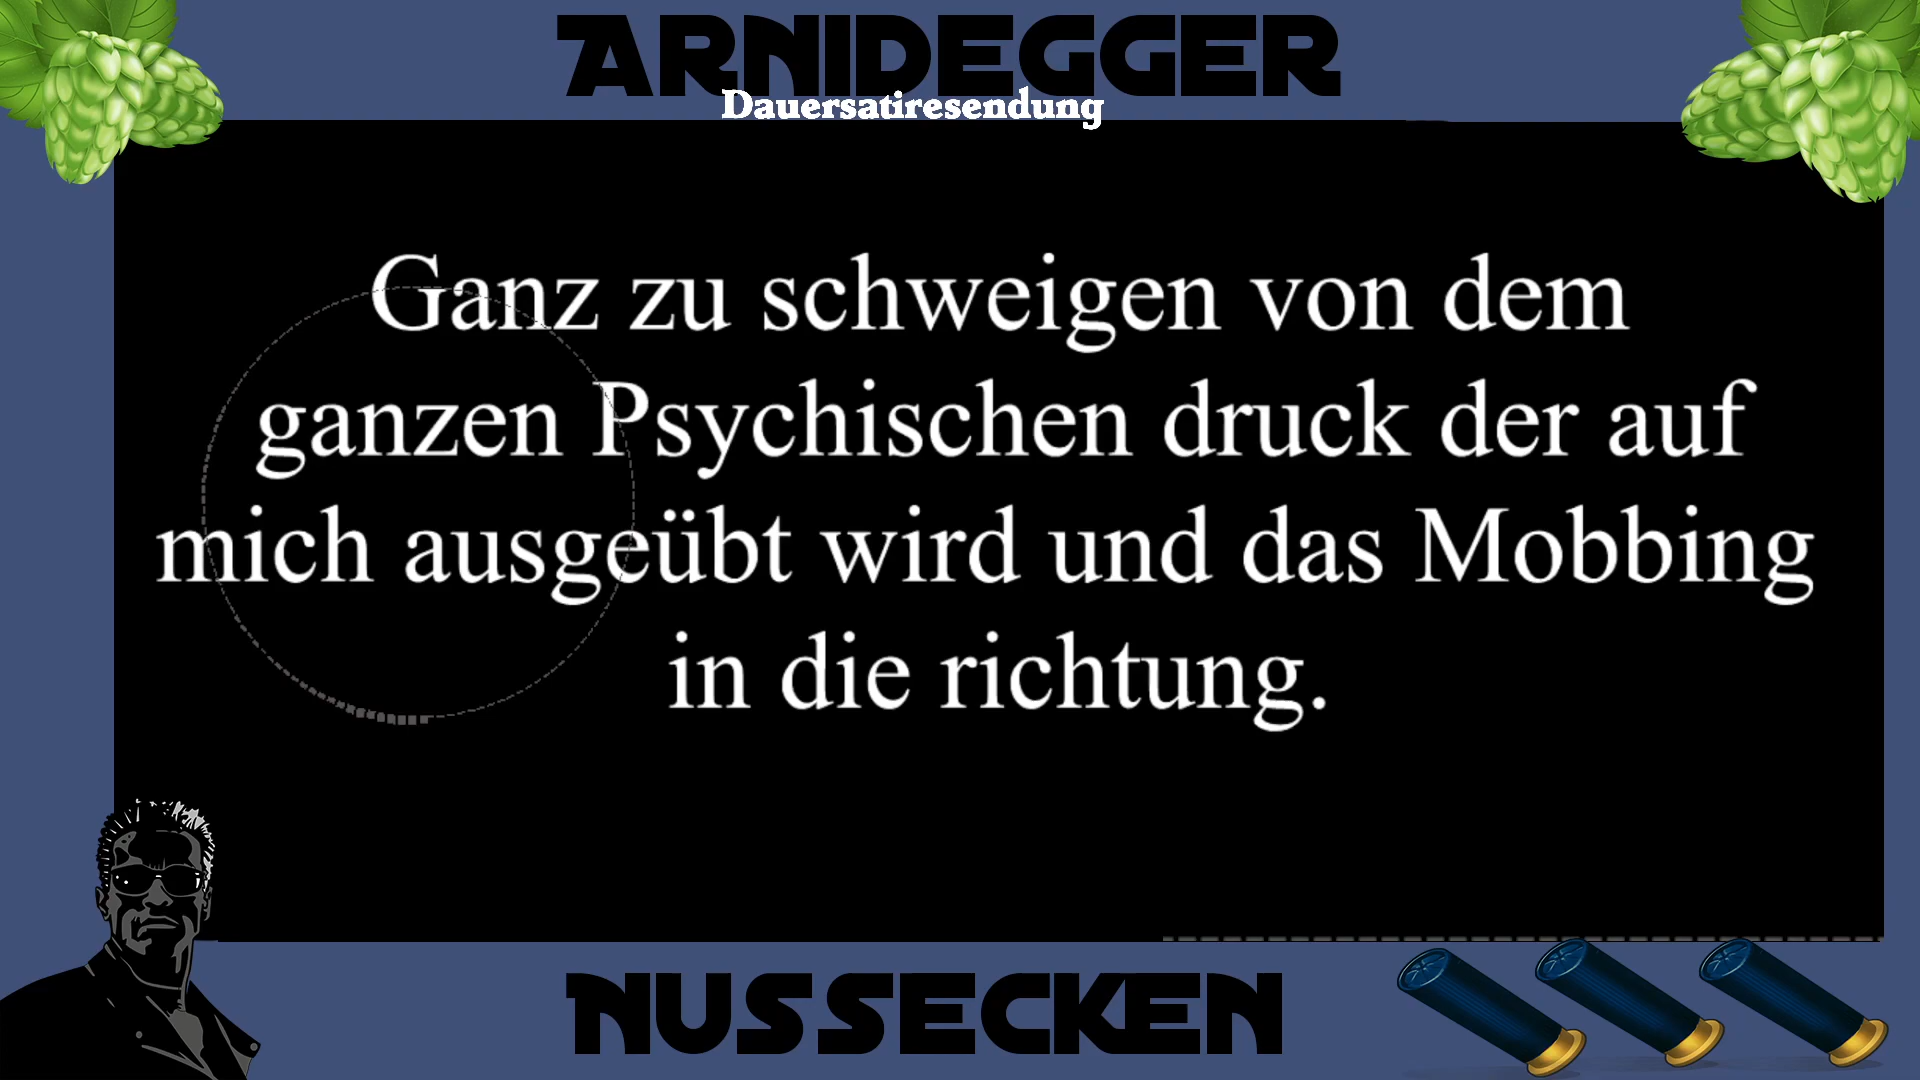 ARNIDEGGER
Dauersatiresendung
Ganz zu schweigen von dem
ganzen Psychischen druck der auf
mich ausgeübt wird und das Mobbing
in die richtung.
NUSSECKEN